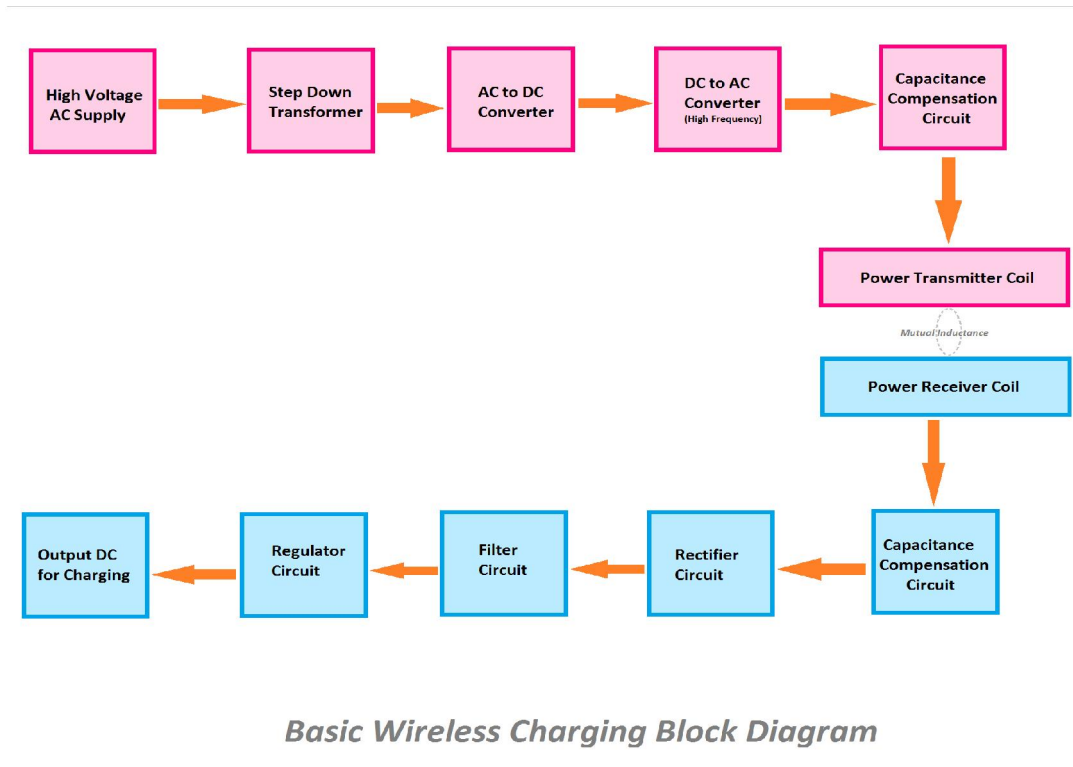 High Voltage
AC Supply
Step Down
Transformer
AC to DC
Converter
DC to AC
Converter
(High Frequency)
Capacitance
Compensation
Circuit
Power Transmitter Coil
Mutual Inductance
Power Receiver Coil
Capacitance
Compensation
Circuit
Rectifier
Circuit
Filter
Circuit
Regulator
Circuit
Output DC
for Charging
Basic Wireless Charging Block Diagram